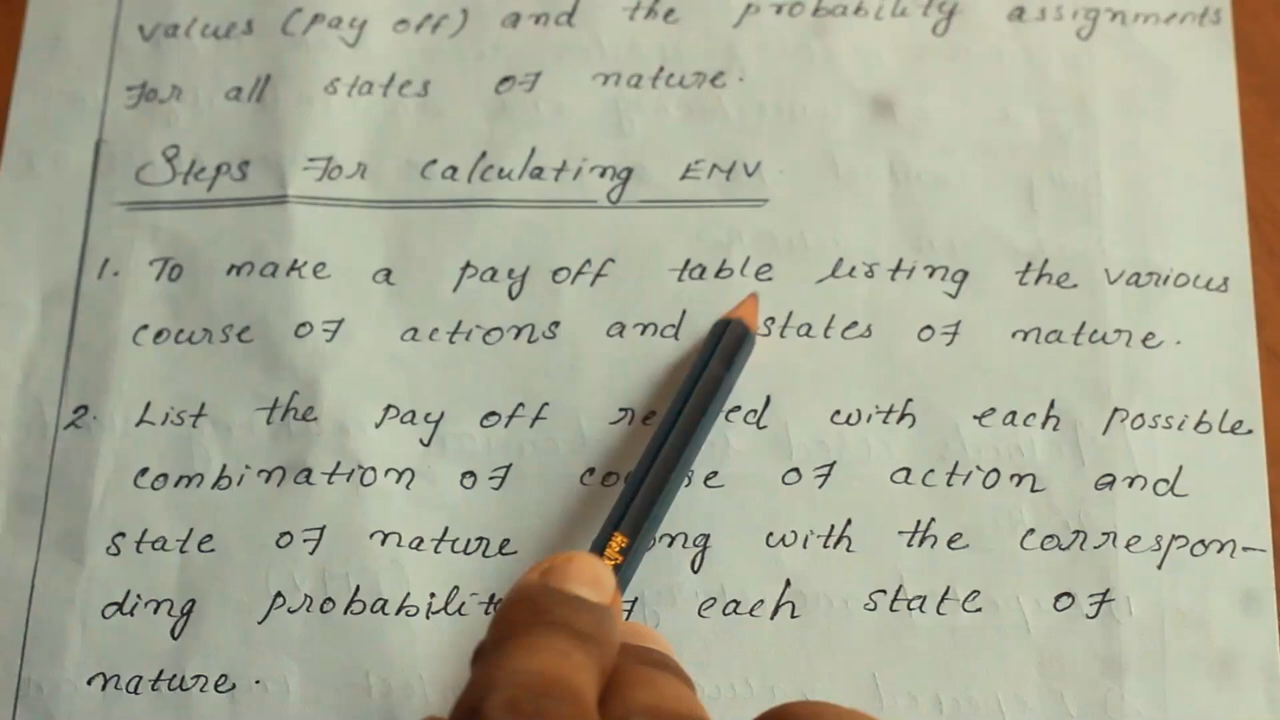 values (pay off) and the probability assignments
for all states of nature.
Steps for calculating EMV
1. To make a pay off table listing the various
course of actions and states of nature.
2. List the pay off with each possible
combination of of action and
state of nature with the correspon-
ding each state of
nature.